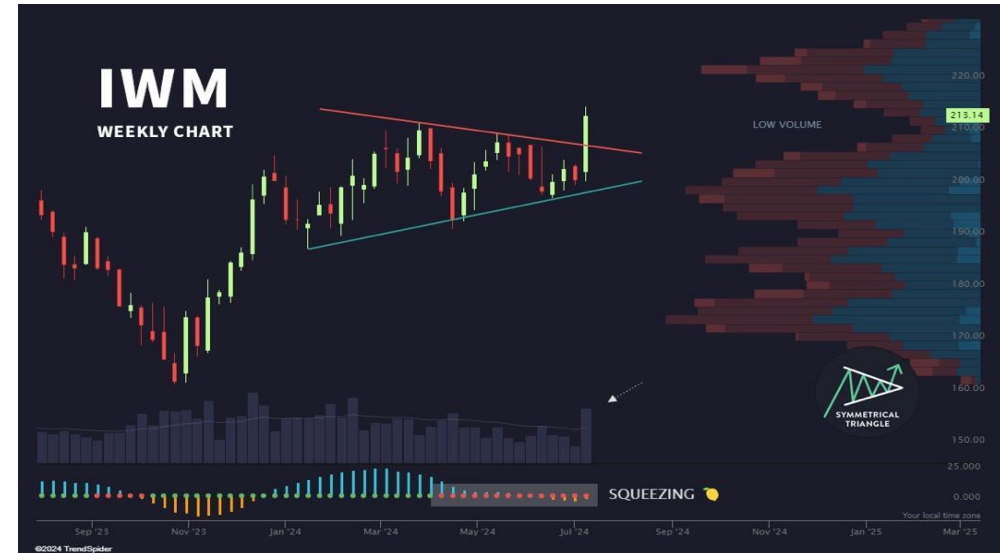 IWM
WEEKLY CHART
LOW VOLUME
220.00
213.14
210.00
200.00
190.00
180.00
170.00
160.00
150.00
SYMMETRICAL
TRIANGLE
25.000
SQUEEZING 🍋
0.000
Your local time zone
Sep '23 Nov '23 Jan '24 Mar '24 May '24 Jul '24 Sep '24 Nov '24 Jan '25 Mar '25
©2024 TrendSpider